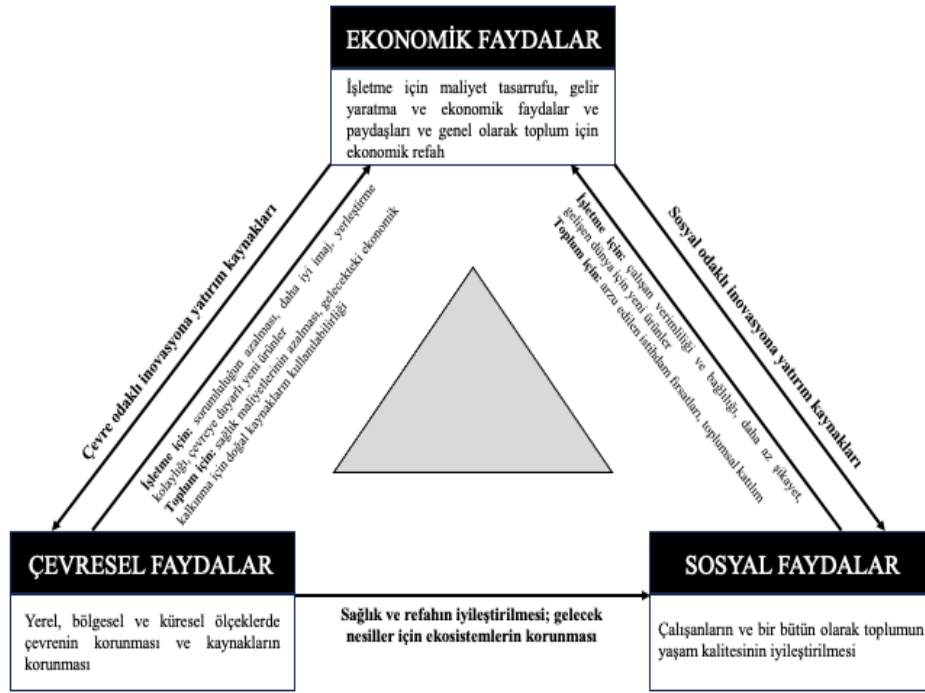 EKONOMİK FAYDALAR
İşletme için maliyet tasarrufu, gelir
yaratma ve ekonomik faydalar ve
paydaşları ve genel olarak toplum için
ekonomik refah
Çevre odaklı inovasyona yatırım kaynakları
İşletme için: sorumluluğun azalması, daha iyi imaj, yerleştirme
kolaylığı, çevreye duyarlı yeni ürünler
Toplum için: sağlık maliyetlerinin azalması, gelecekteki ekonomik
kalkınma için doğal kaynakların kullanılabilirliği
Sosyal odaklı inovasyona yatırım kaynakları
İşletme için: çalışan verimliliği ve bağlılığı, daha az şikayet,
gelişen dünya için yeni ürünler
Toplum için: arzu edilen istihdam fırsatları, toplumsal katılım
ÇEVRESEL FAYDALAR
Yerel, bölgesel ve küresel ölçeklerde
çevrenin korunması ve kaynakların
korunması
Sağlık ve refahın iyileştirilmesi; gelecek
nesiller için ekosistemlerin korunması
SOSYAL FAYDALAR
Çalışanların ve bir bütün olarak toplumun
yaşam kalitesinin iyileştirilmesi